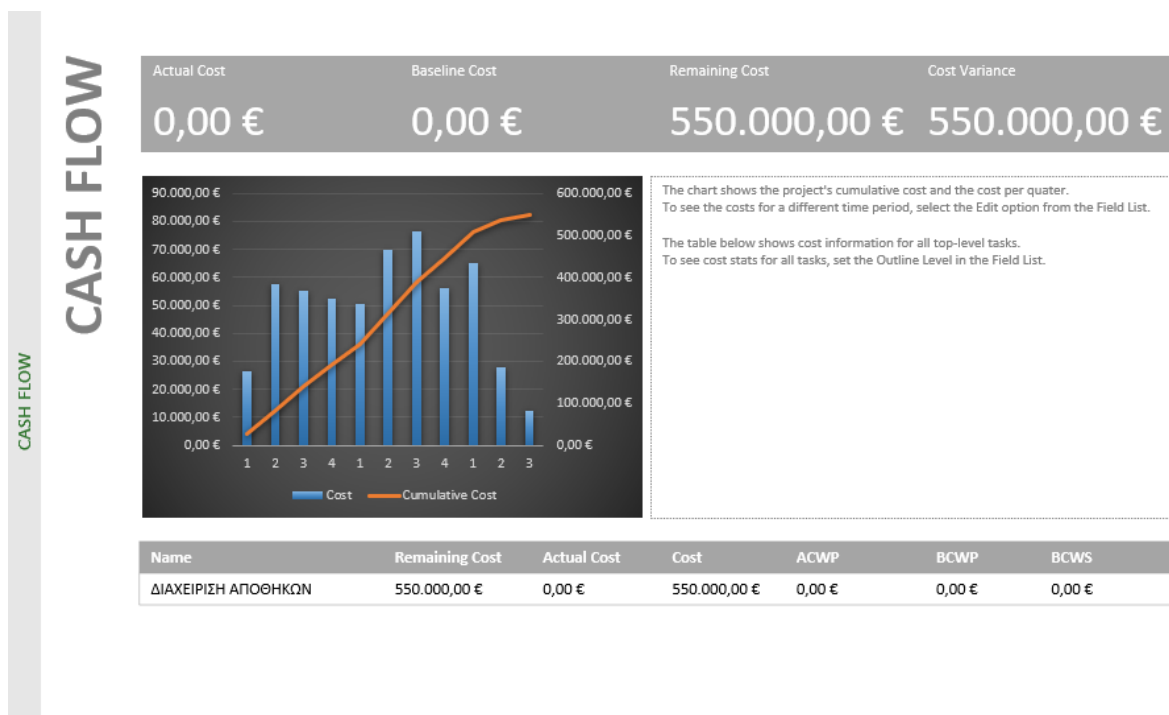 CASH FLOW
CASH FLOW
Actual Cost Baseline Cost Remaining Cost Cost Variance
0,00 € 0,00 € 550.000,00 € 550.000,00 €
90.000,00 € 600.000,00 €
80.000,00 € 500.000,00 €
70.000,00 € 400.000,00 €
60.000,00 € 300.000,00 €
50.000,00 € 200.000,00 €
40.000,00 € 100.000,00 €
30.000,00 € 0,00 €
20.000,00 €
10.000,00 €
0,00 €
1 2 3 4 1 2 3 4 1 2 3
Cost Cumulative Cost
The chart shows the project's cumulative cost and the cost per quater.
To see the costs for a different time period, select the Edit option from the Field List.
The table below shows cost information for all top-level tasks.
To see cost stats for all tasks, set the Outline Level in the Field List.
Name Remaining Cost Actual Cost Cost ACWP BCWP BCWS
ΔΙΑΧΕΙΡΙΣΗ ΑΠΟΘΗΚΩΝ 550.000,00 € 0,00 € 550.000,00 € 0,00 € 0,00 € 0,00 €